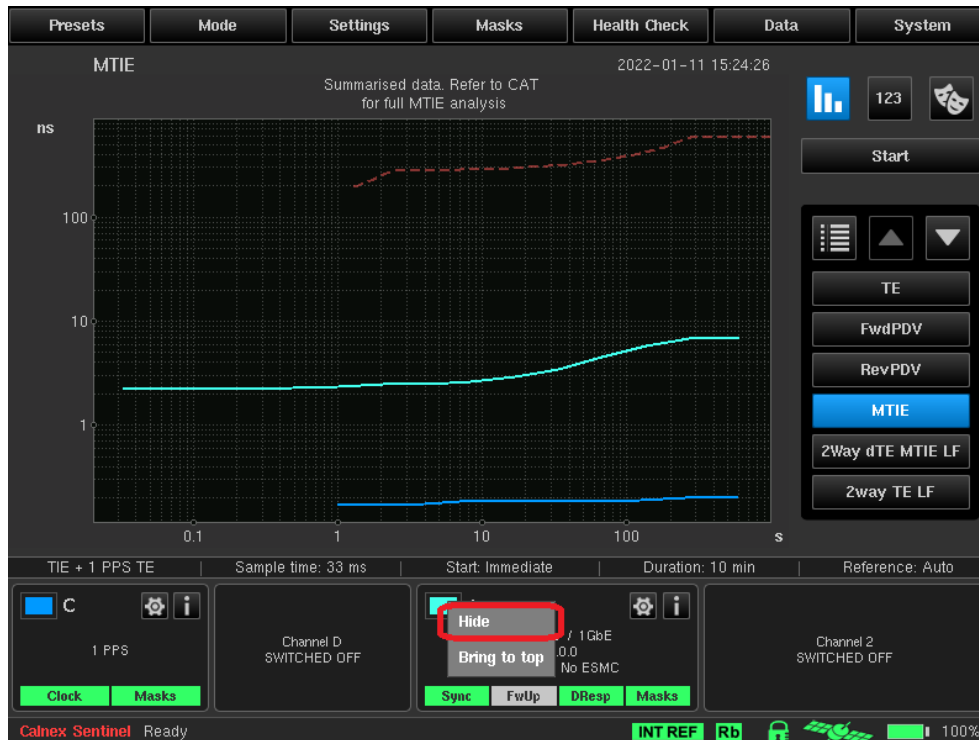 Presets Mode Settings Masks Health Check Data System
MTIE 2022-01-11 15:24:26
Summarised data. Refer to CAT
for full MTIE analysis
123
ns
Start
100
TE
10
FwdPDV
RevPDV
MTIE
1
2Way dTE MTIE LF
2way TE LF
0.1 1 10 100 s
TIE + 1 PPS TE | Sample time: 33 ms | Start: Immediate | Duration: 10 min | Reference: Auto
C i
i
Hide
1 PPS
Channel D
SWITCHED OFF
/ 1GbE
Bring to top .0.0
No ESMC
Channel 2
SWITCHED OFF
Clock Masks
Sync FwUp DResp Masks
Calnex Sentinel Ready INT REF Rb 100%